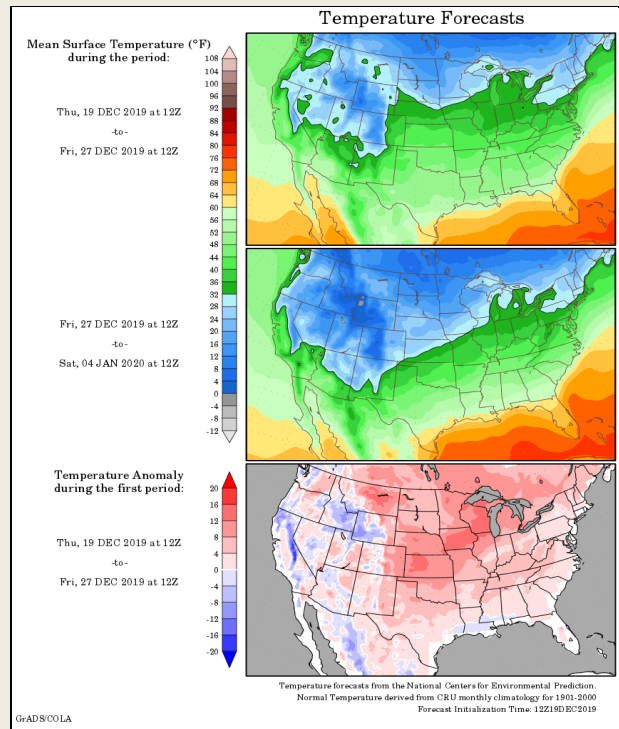 Temperature Forecasts
Mean Surface Temperature (°F)
during the period:
Thu, 19 DEC 2019 at 12Z
-to-
Fri, 27 DEC 2019 at 12Z
108
104
100
96
92
88
84
80
76
72
68
64
60
56
52
48
44
40
36
32
28
24
20
16
12
8
4
0
-4
-8
-12
Fri, 27 DEC 2019 at 12Z
-to-
Sat, 04 JAN 2020 at 12Z
Temperature Anomaly
during the first period:
Thu, 19 DEC 2019 at 12Z
-to-
Fri, 27 DEC 2019 at 12Z
20
16
12
8
4
0
-4
-8
-12
-16
-20
Temperature forecasts from the National Centers for Environmental Prediction.
Normal Temperature derived from CRU monthly climatology for 1901-2000
Forecast Initialization Time: 12Z19DEC2019
GrADS/COLA